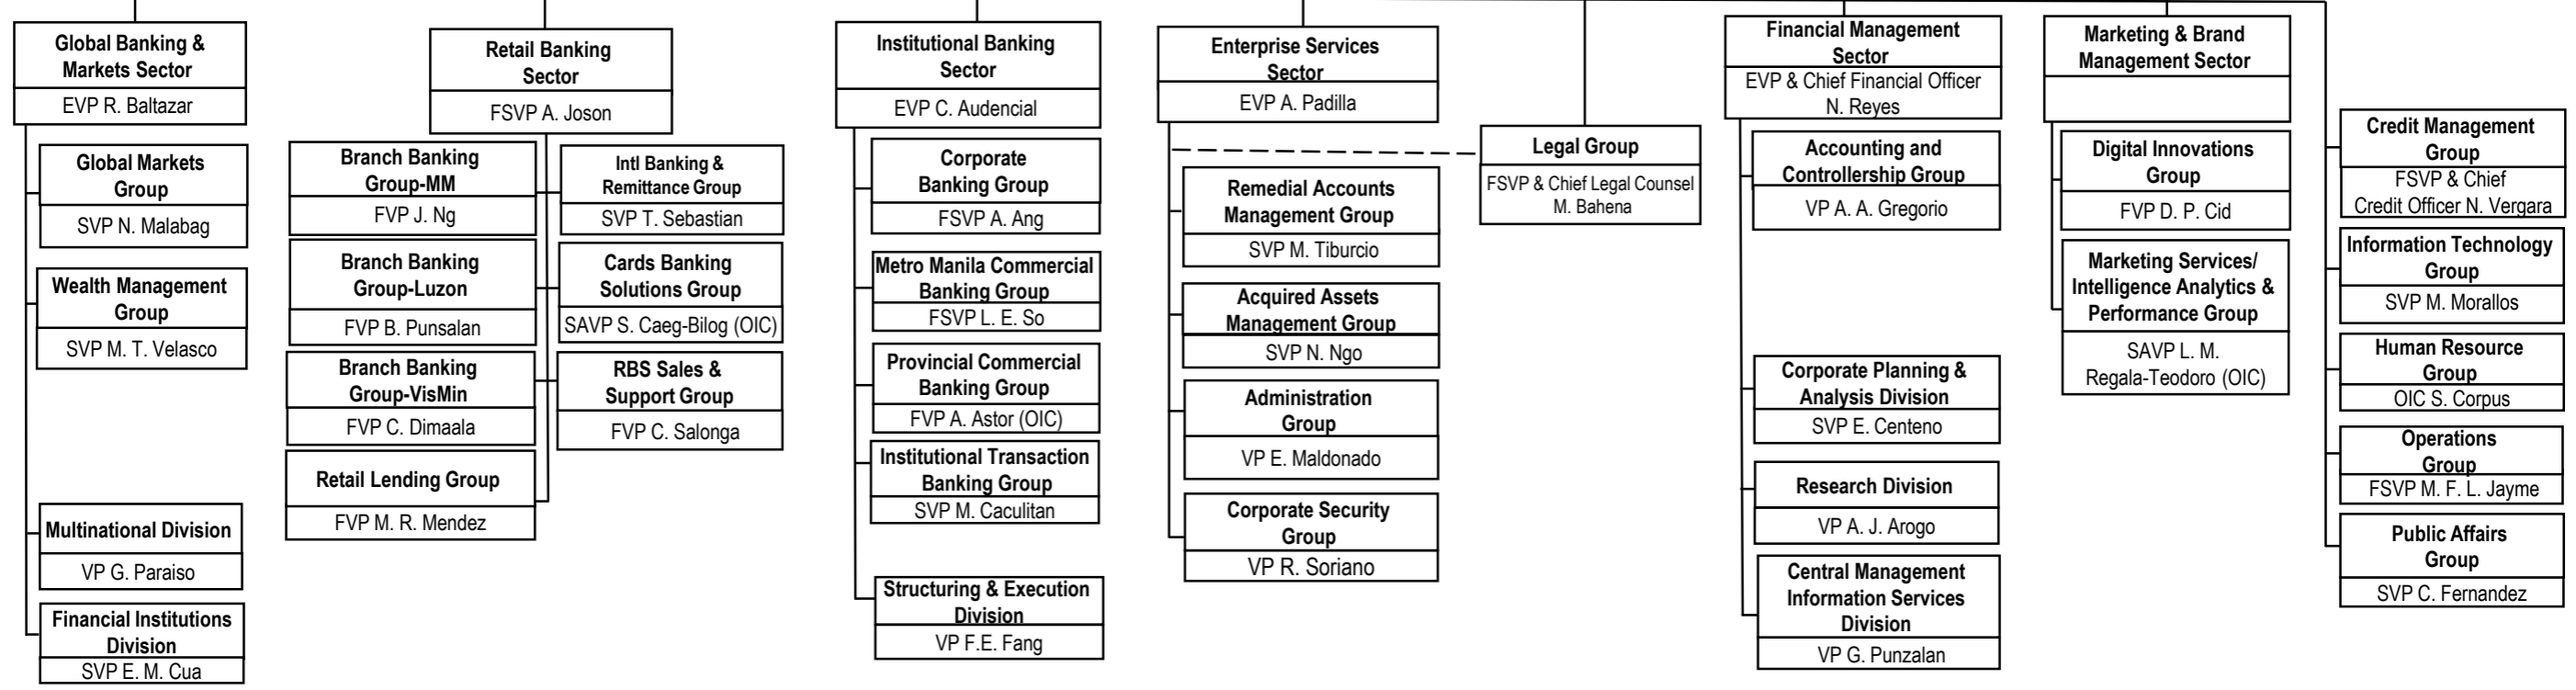 Global Banking &
Markets Sector
EVP R. Baltazar
Global Markets
Group
SVP N. Malabag
Wealth Management
Group
SVP M. T. Velasco
Multinational Division
VP G. Paraiso
Financial Institutions
Division
SVP E. M. Cua
Retail Banking
Sector
FSVP A. Joson
Branch Banking
Group-MM
FVP J. Ng
Branch Banking
Group-Luzon
FVP B. Punsalan
Branch Banking
Group-VisMin
FVP C. Dimaala
Retail Lending Group
FVP M. R. Mendez
Intl Banking &
Remittance Group
SVP T. Sebastian
Cards Banking
Solutions Group
SAVP S. Caeg-Bilog (OIC)
RBS Sales &
Support Group
FVP C. Salonga
Institutional Banking
Sector
EVP C. Audencial
Corporate
Banking Group
FSVP A. Ang
Metro Manila Commercial
Banking Group
FSVP L. E. So
Provincial Commercial
Banking Group
FVP A. Astor (OIC)
Institutional Transaction
Banking Group
SVP M. Caculitan
Structuring & Execution
Division
VP F.E. Fang
Enterprise Services
Sector
EVP A. Padilla
Remedial Accounts
Management Group
SVP M. Tiburcio
Acquired Assets
Management Group
SVP N. Ngo
Administration
Group
VP E. Maldonado
Corporate Security
Group
VP R. Soriano
Legal Group
FSVP & Chief Legal Counsel
M. Bahena
Financial Management
Sector
EVP & Chief Financial Officer
N. Reyes
Accounting and
Controllership Group
VP A. A. Gregorio
Corporate Planning &
Analysis Division
SVP E. Centeno
Research Division
VP A. J. Arogo
Central Management
Information Services
Division
VP G. Punzalan
Marketing & Brand
Management Sector
Digital Innovations
Group
FVP D. P. Cid
Marketing Services/
Intelligence Analytics &
Performance Group
SAVP L. M.
Regala-Teodoro (OIC)
Credit Management
Group
FSVP & Chief
Credit Officer N. Vergara
Information Technology
Group
SVP M. Morallos
Human Resource
Group
OIC S. Corpus
Operations
Group
FSVP M. F. L. Jayme
Public Affairs
Group
SVP C. Fernandez